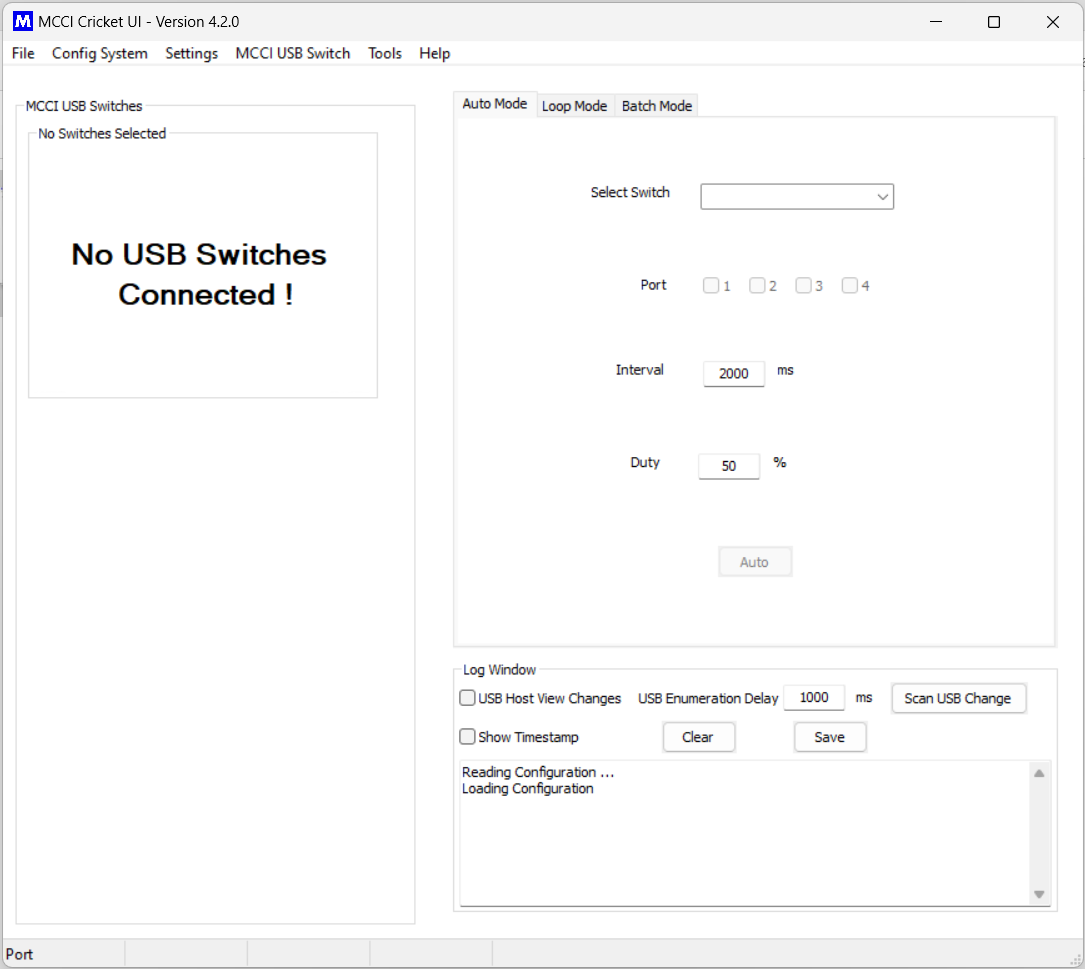 M MCCI Cricket UI - Version 4.2.0
File Config System Settings MCCI USB Switch Tools Help
MCCI USB Switches
No Switches Selected
No USB Switches
Connected !
Auto Mode Loop Mode Batch Mode
Select Switch
Port 1 2 3 4
Interval 2000 ms
Duty 50 %
Auto
Log Window
USB Host View Changes USB Enumeration Delay 1000 ms Scan USB Change
Show Timestamp Clear Save
Reading Configuration ...
Loading Configuration
Port